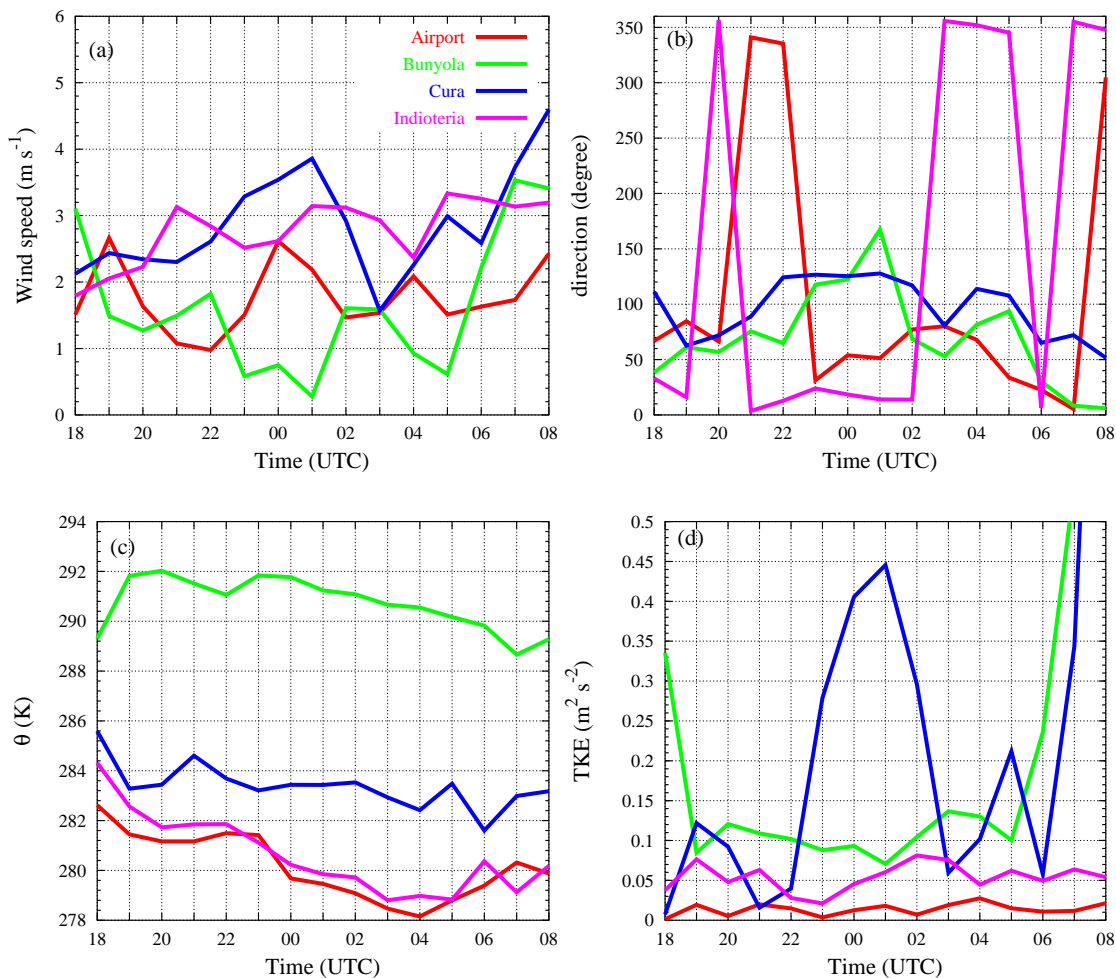 (a)
Airport
Bunyola
Cura
Indioteria
Wind speed (m s⁻¹)
6
5
4
3
2
1
0
18 20 22 00 02 04 06 08
Time (UTC)
(b)
direction (degree)
350
300
250
200
150
100
50
0
18 20 22 00 02 04 06 08
Time (UTC)
(c)
θ (K)
294
292
290
288
286
284
282
280
278
18 20 22 00 02 04 06 08
Time (UTC)
(d)
TKE (m² s⁻²)
0.5
0.45
0.4
0.35
0.3
0.25
0.2
0.15
0.1
0.05
0
18 20 22 00 02 04 06 08
Time (UTC)